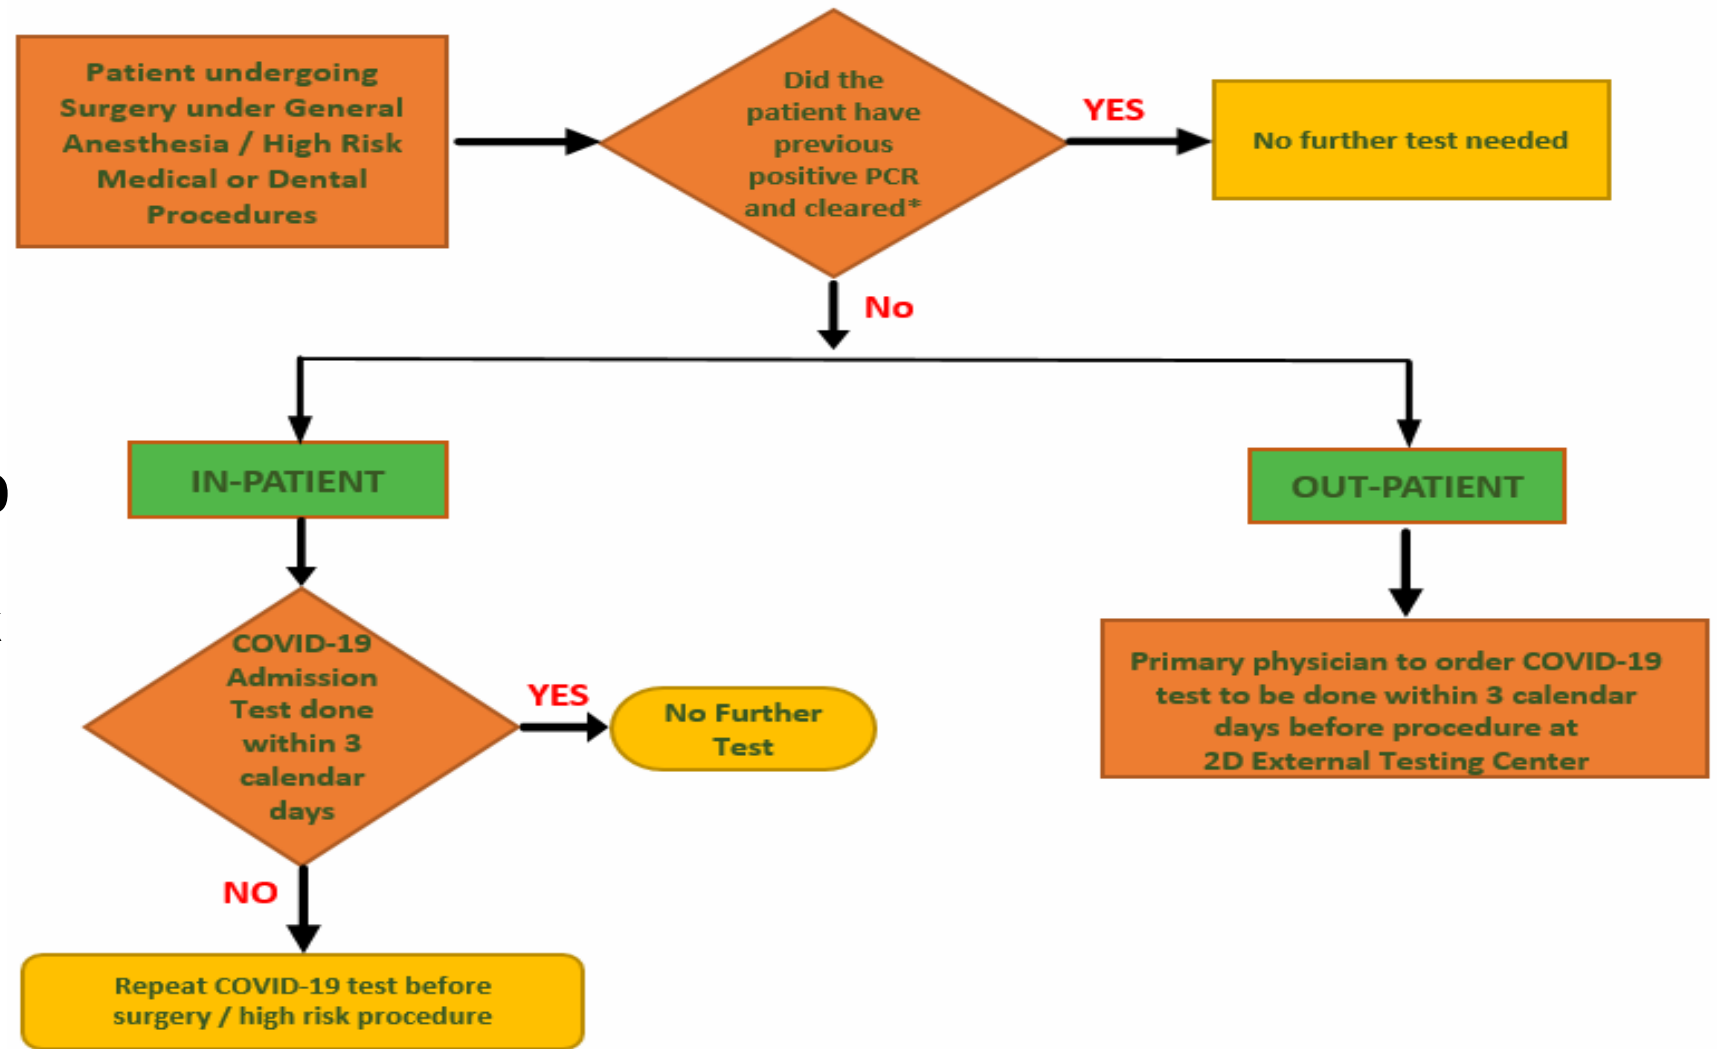 Patient undergoing
Surgery under General
Anesthesia / High Risk
Medical or Dental
Procedures
Did the
patient have
previous
positive PCR
and cleared*
YES
No further test needed
No
IN-PATIENT
OUT-PATIENT
COVID-19
Admission
Test done
within 3
calendar
days
YES
No Further
Test
Primary physician to order COVID-19
test to be done within 3 calendar
days before procedure at
2D External Testing Center
NO
Repeat COVID-19 test before
surgery / high risk procedure